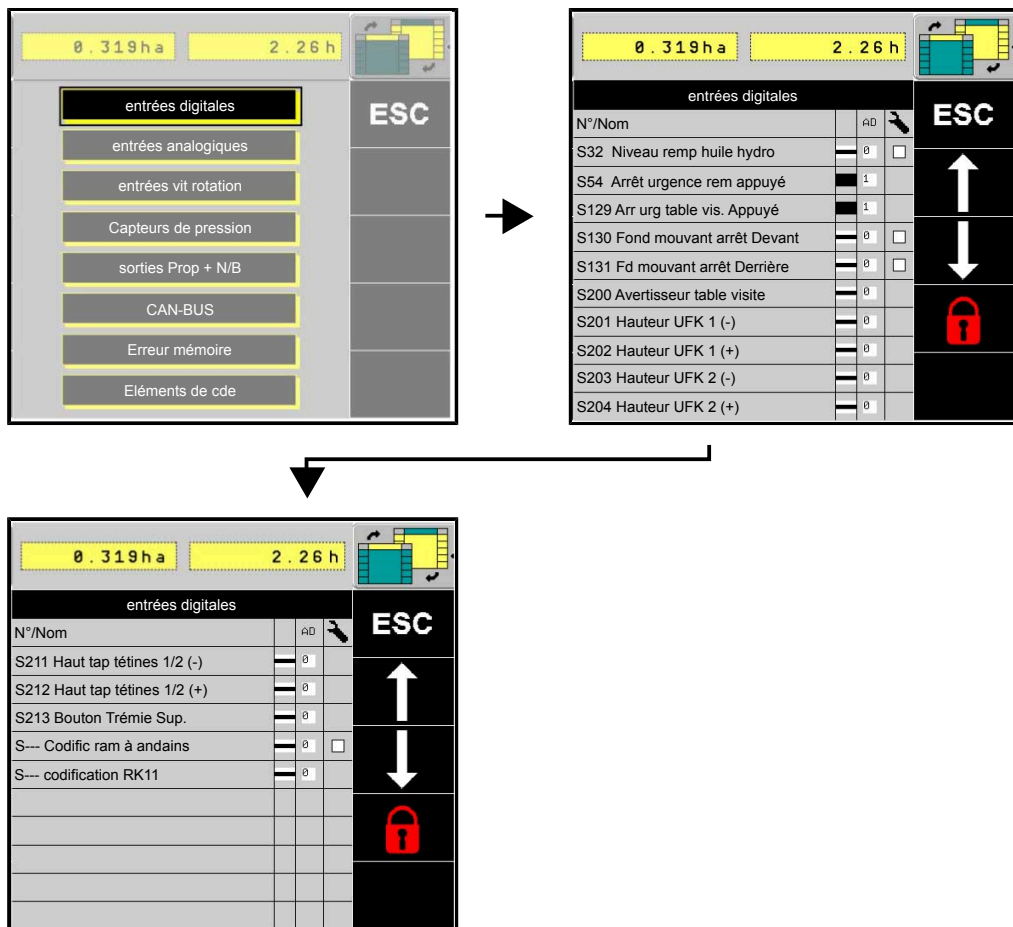 0.319ha 2.26h
entrées digitales
ESC
entrées analogiques
entrées vit rotation
Capteurs de pression
sorties Prop + N/B
CAN-BUS
Erreur mémoire
Eléments de cde
0.319ha 2.26h
entrées digitales
ESC
N°/Nom AD
S32 Niveau remp huile hydro 0
S54 Arrêt urgence rem appuyé 1
S129 Arr urg table vis. Appuyé 1
S130 Fond mouvant arrêt Devant 0
S131 Fd mouvant arrêt Derrière 0
S200 Avertisseur table visite 0
S201 Hauteur UFK 1 (-) 0
S202 Hauteur UFK 1 (+) 0
S203 Hauteur UFK 2 (-) 0
S204 Hauteur UFK 2 (+) 0
0.319ha 2.26h
entrées digitales
ESC
N°/Nom AD
S211 Haut tap tétines 1/2 (-) 0
S212 Haut tap tétines 1/2 (+) 0
S213 Bouton Trémie Sup. 0
S--- Codific ram à andains 0
S--- codification RK11 0